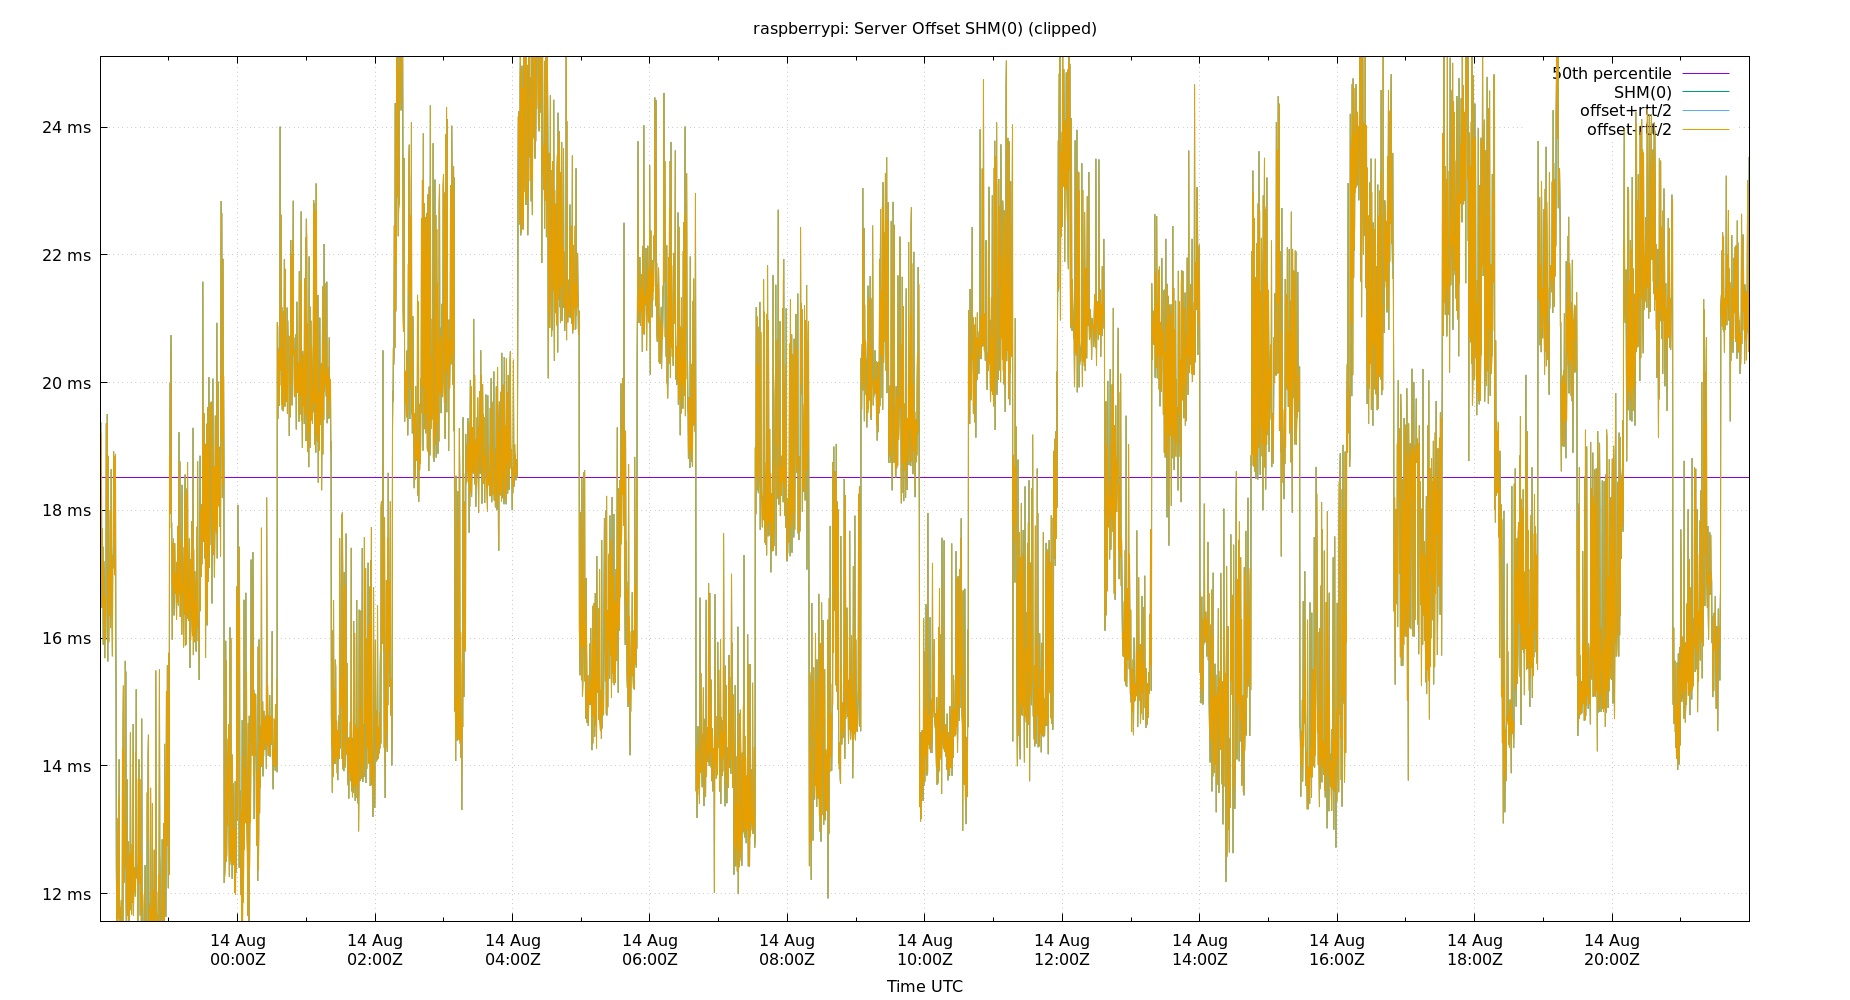 raspberrypi: Server Offset SHM(0) (clipped)
50th percentile
SHM(0)
offset+rtt/2
offset-rtt/2
24 ms
22 ms
20 ms
18 ms
16 ms
14 ms
12 ms
14 Aug 14 Aug 14 Aug 14 Aug 14 Aug 14 Aug 14 Aug 14 Aug 14 Aug 14 Aug 14 Aug
00:00Z 02:00Z 04:00Z 06:00Z 08:00Z 10:00Z 12:00Z 14:00Z 16:00Z 18:00Z 20:00Z
Time UTC